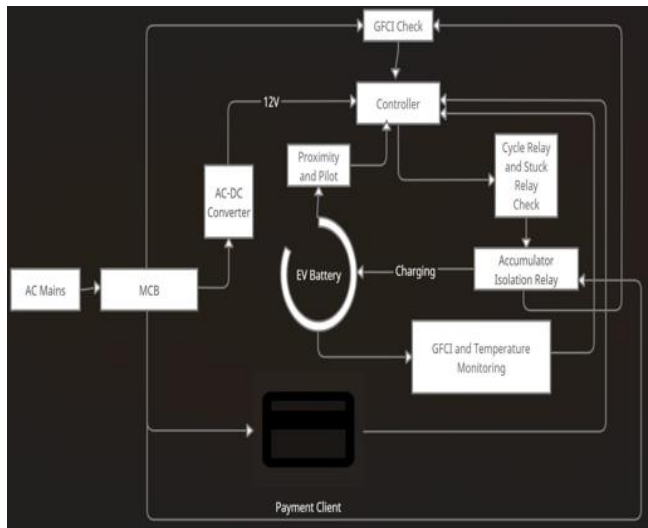 GFCI Check
12V
Controller
Proximity
and Pilot
Cycle Relay
and Stuck
Relay
Check
AC-DC
Converter
AC Mains
MCB
EV Battery
Charging
Accumulator
Isolation Relay
GFCI and Temperature
Monitoring
Payment Client